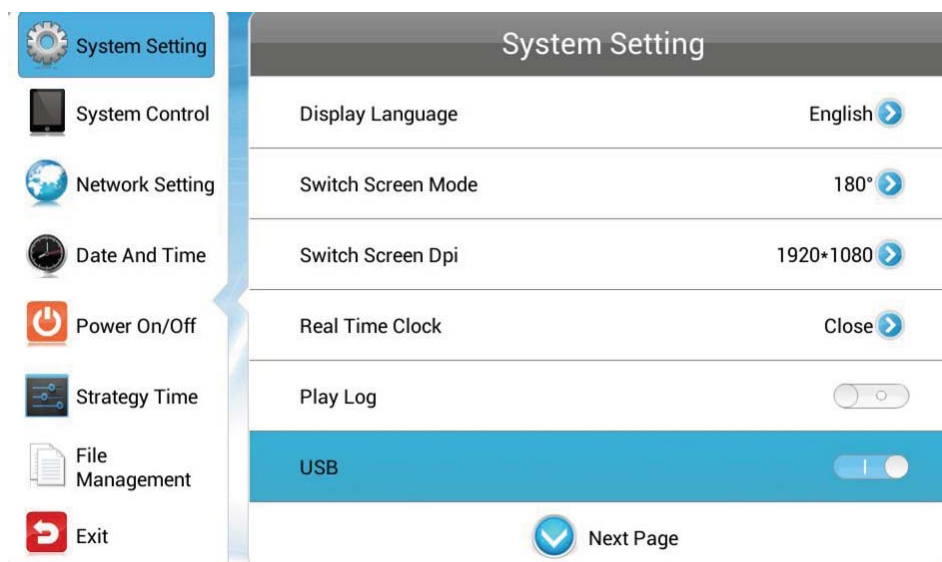 System Setting
System Control
Network Setting
Date And Time
Power On/Off
Strategy Time
File
Management
Exit
System Setting
Display Language English
Switch Screen Mode 180°
Switch Screen Dpi 1920*1080
Real Time Clock Close
Play Log
USB
Next Page